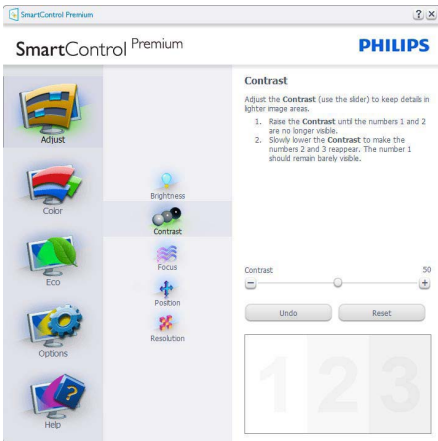 SmartControl Premium
SmartControl Premium
PHILIPS
Adjust
Color
Eco
Options
Help
Brightness
Contrast
Focus
Position
Resolution
Contrast
Adjust the Contrast (use the slider) to keep details in
lighter image areas.
1. Raise the Contrast until the numbers 1 and 2
are no longer visible.
2. Slowly lower the Contrast to make the
numbers 2 and 3 reappear. The number 1
should remain barely visible.
Contrast 50
Undo Reset
1 2 3